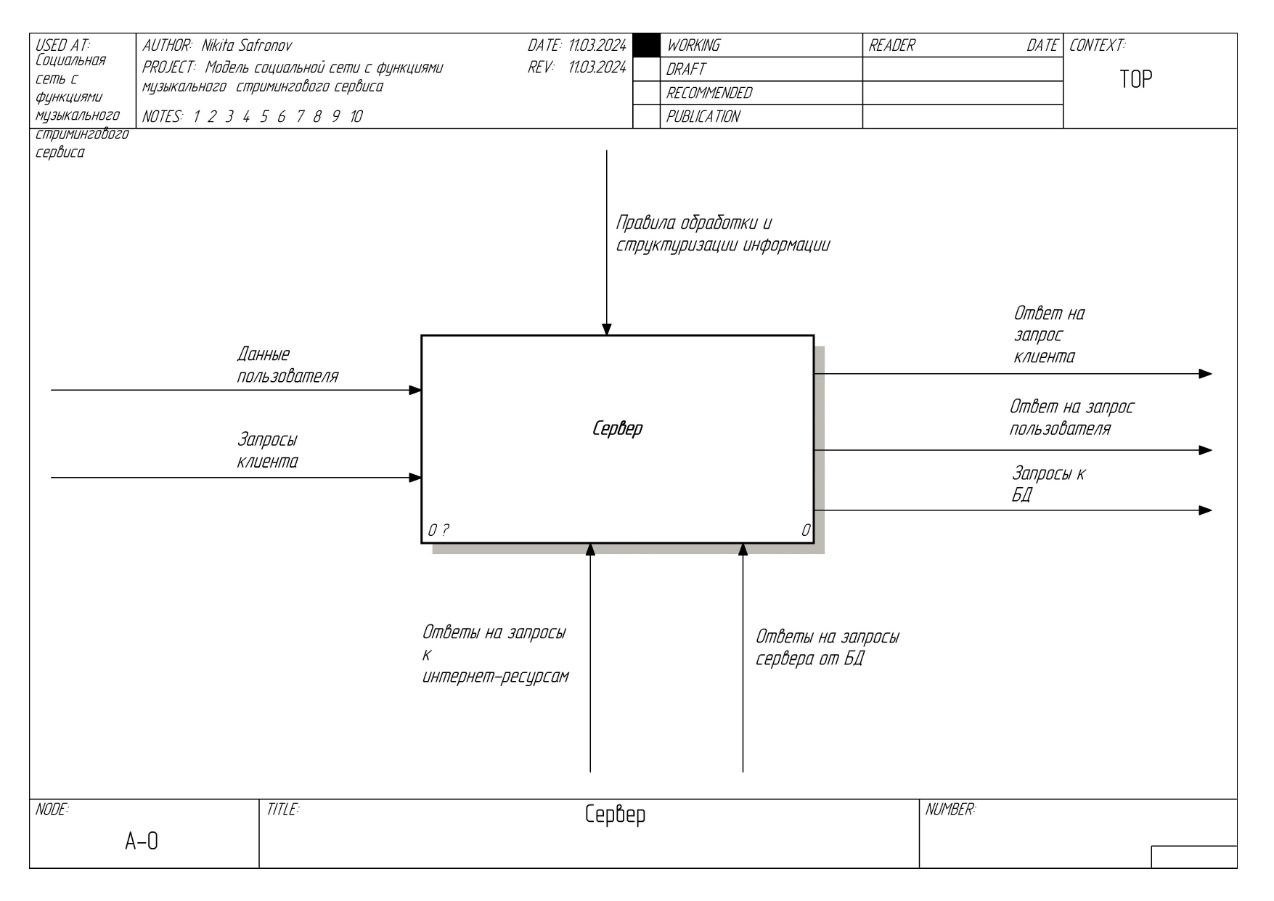 USED AT:
Социальная
сеть с
функциями
музыкального
стримингового
сервиса
AUTHOR: Nikita Safronov
DATE: 11.03.2024
PROJECT: Модель социальной сети с функциями
REV: 11.03.2024
музыкального стримингового сервиса
NOTES: 1 2 3 4 5 6 7 8 9 10
WORKING
DRAFT
RECOMMENDED
PUBLICATION
READER
DATE
CONTEXT:
TOP
Правила обработки и
структуризации информации
Данные
пользователя
Запросы
клиента
Сервер
0 ?
0
Ответ на
запрос
клиента
Ответ на запрос
пользователя
Запросы к
БД
Ответы на запросы
к
интернет-ресурсам
Ответы на запросы
сервера от БД
NODE:
A-0
TITLE:
Сервер
NUMBER: